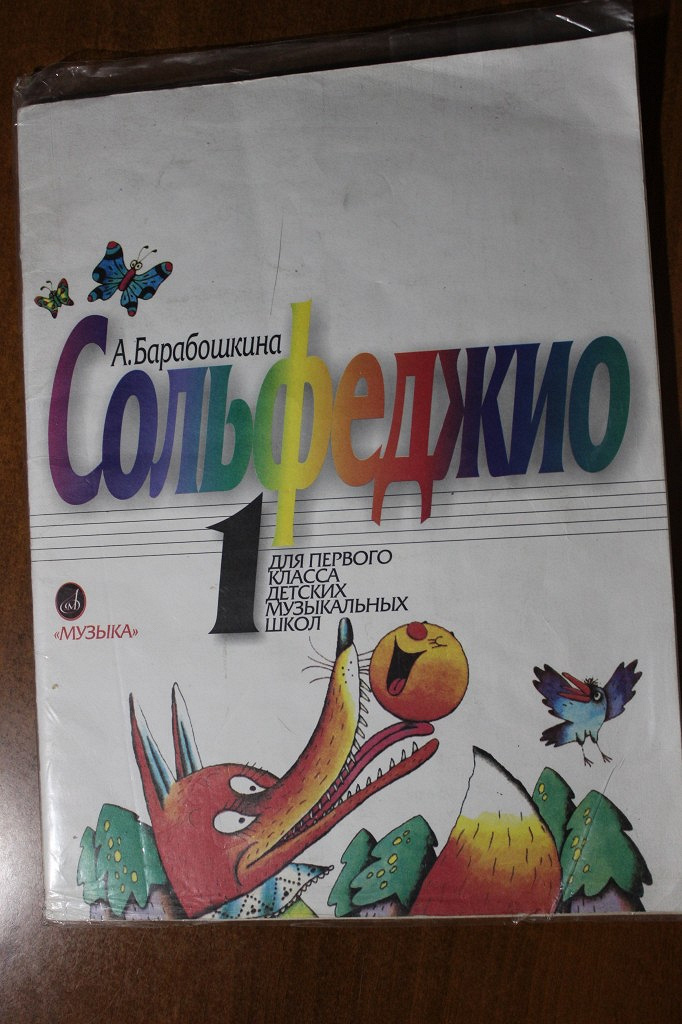 А.Барабошкина
Сольфеджио
1
ДЛЯ ПЕРВОГО
КЛАССА
ДЕТСКИХ
МУЗЫКАЛЬНЫХ
ШКОЛ
«МУЗЫКА»